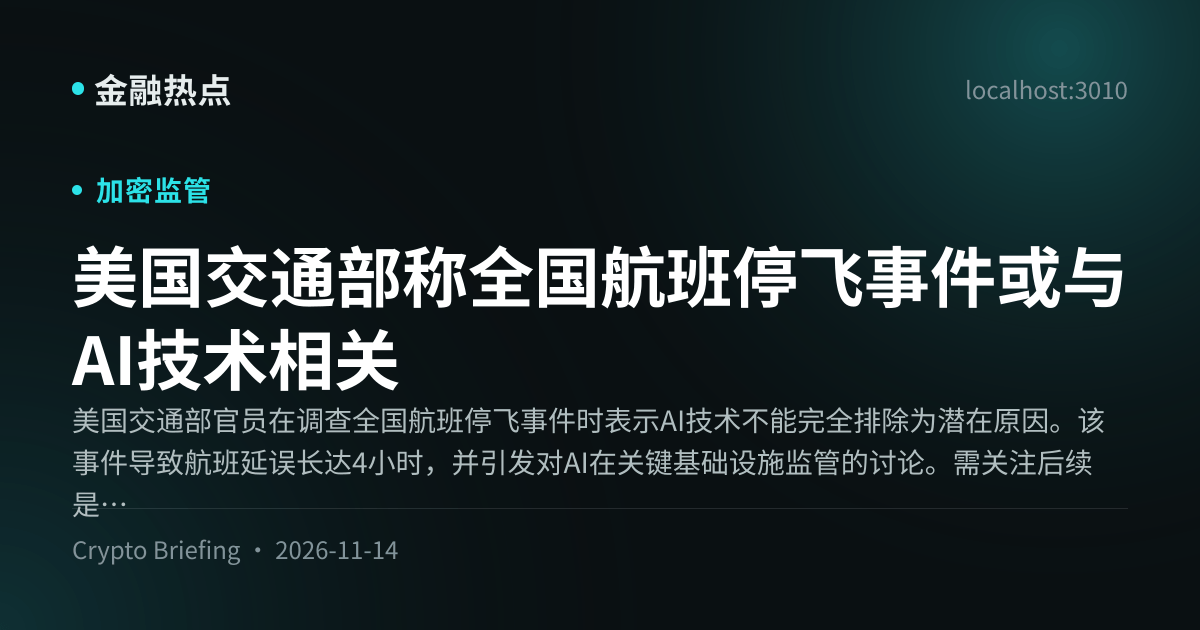 金融热点
localhost:3010
加密监管
美国交通部称全国航班停飞事件或与
AI技术相关
美国交通部官员在调查全国航班停飞事件时表示AI技术不能完全排除为潜在原因。该
事件导致航班延误长达4小时，并引发对AI在关键基础设施监管的讨论。需关注后续
是…
Crypto Briefing · 2026-11-14